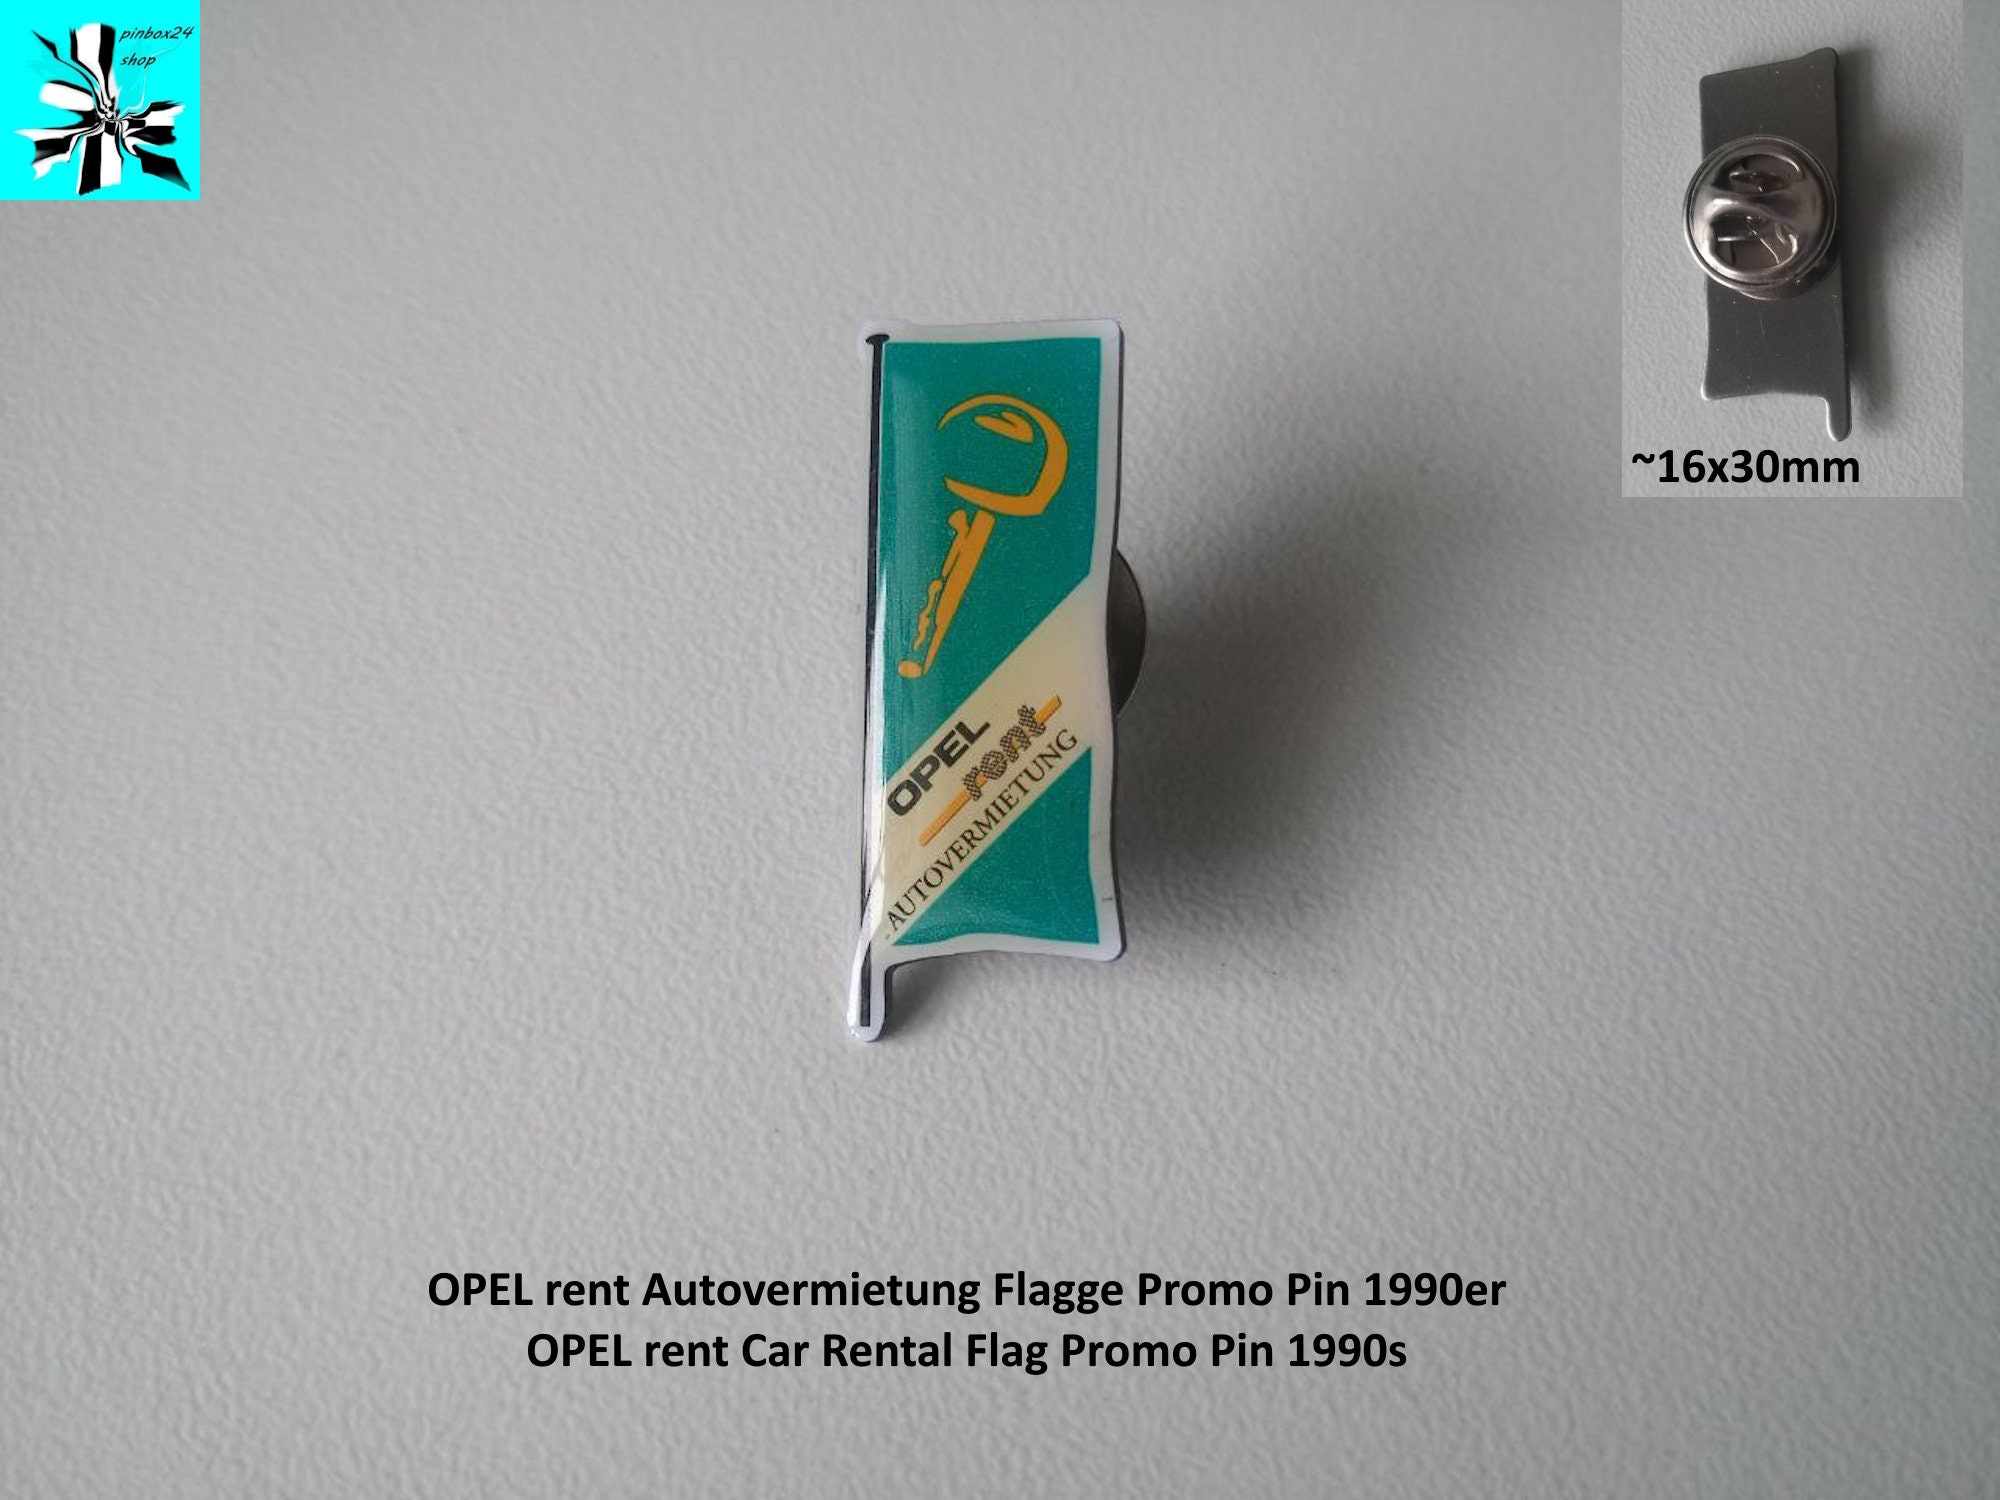 pinbox24
shop
~16x30mm
OPEL
rent
AUTOVERMIETUNG
OPEL rent Autovermietung Flagge Promo Pin 1990er
OPEL rent Car Rental Flag Promo Pin 1990s